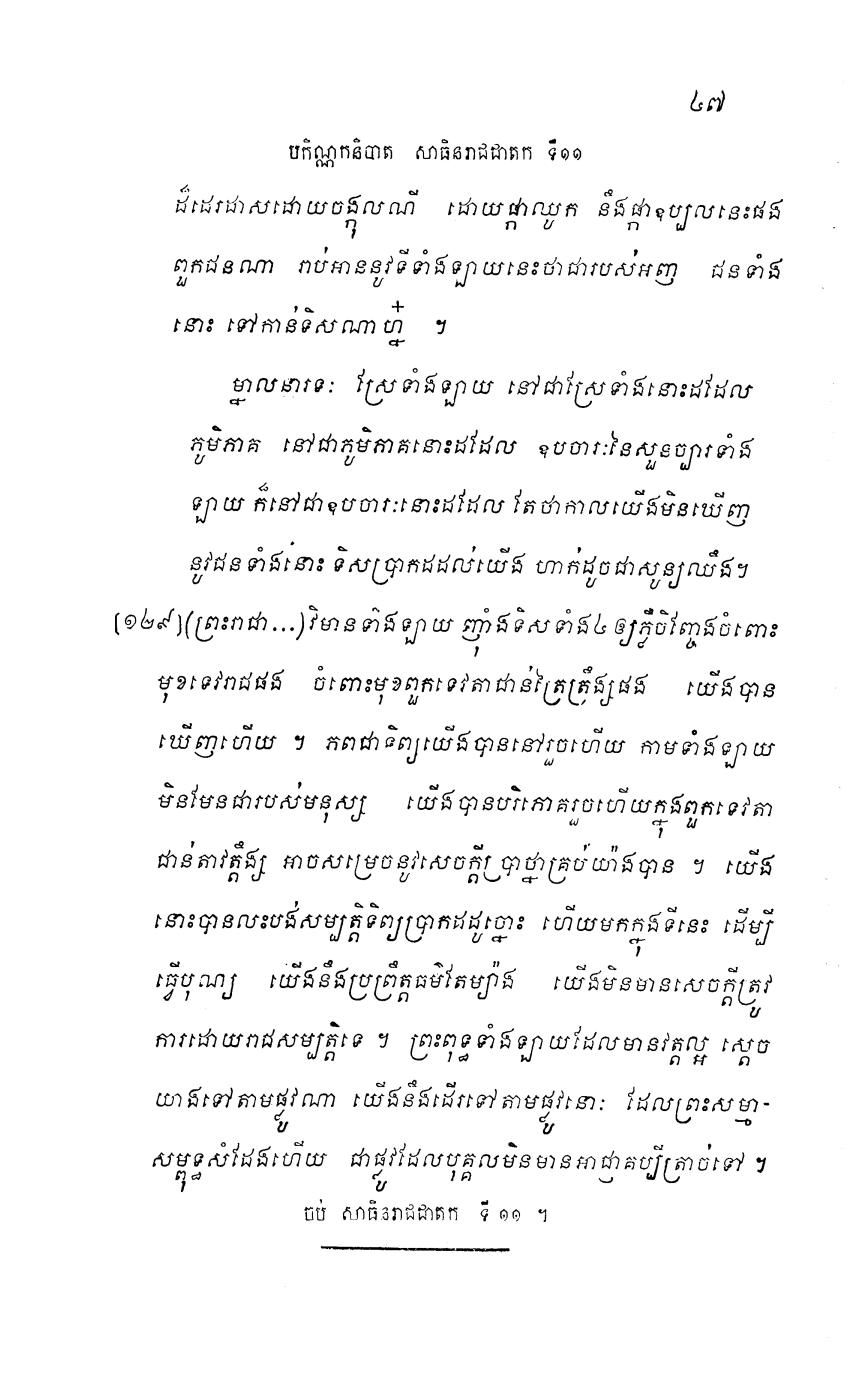 ៤៧
បកិណ្ណកនិបាត សាធិនរាជជាតក ទី១១
ដ៏ដេរដាសដោយចង្កុលណី ដោយផ្កាឈូក នឹងផ្កាឧប្បលនេះផង
ពួកជនណា រាប់អាននូវទីទាំងឡាយនេះថាជារបស់អញ ជនទាំង
នោះ ទៅកាន់ទិសណាហ្ន៎ ។
ម្នាលនារទៈ ស្រែទាំងឡាយ នៅជាស្រែទាំងនោះដដែល
ភូមិភាគ នៅជាភូមិភាគនោះដដែល ឧបចារៈនៃសួនច្បារទាំង
ឡាយ ក៏នៅជាឧបចារៈនោះដដែល តែថាកាលយើងមិនឃើញ
នូវជនទាំងនោះ ទិសប្រាកដដល់យើង ហាក់ដូចជាសូន្យឈឹង។
(១២៩)(ព្រះរាជា...)វិមានទាំងឡាយ ញុ៉ាំងទិសទាំង៤ឲ្យភ្លឺចិញ្ចែងចំពោះ
មុខទេវរាជផង ចំពោះមុខពួកទេវតាជាន់ត្រៃត្រឹង្សផង យើងបាន
ឃើញហើយ ។ ភពជាទិព្យយើងបាននៅរួចហើយ កាមទាំងឡាយ
មិនមែនជារបស់មនុស្ស យើងបានបរិភោគរួចហើយក្នុងពួកទេវតា
ជាន់តាវត្តឹង្ស អាចសម្រេចនូវសេចក្តីប្រាថ្នាគ្រប់យ៉ាងបាន ។ យើង
នោះបានលះបង់សម្បត្តិទិព្យប្រាកដដូច្នោះ ហើយមកក្នុងទីនេះ ដើម្បី
ធ្វើបុណ្យ យើងនឹងប្រព្រឹត្តធម៌តែម្យ៉ាង យើងមិនមានសេចក្តីត្រូវ
ការដោយរាជសម្បត្តិទេ ។ ព្រះពុទ្ធទាំងឡាយដែលមានវត្តល្អ ស្តេច
យាងទៅតាមផ្លូវណា យើងនឹងដើរទៅតាមផ្លូវនោៈ ដែលព្រះសម្មា-
សម្ពុទ្ធសំដែងហើយ ជាផ្លូវដែលបុគ្គលមិនមានអាជ្ញាគប្បីត្រាច់ទៅ ។
ចប់ សាធិនរាជជាតក ទី ១១ ។